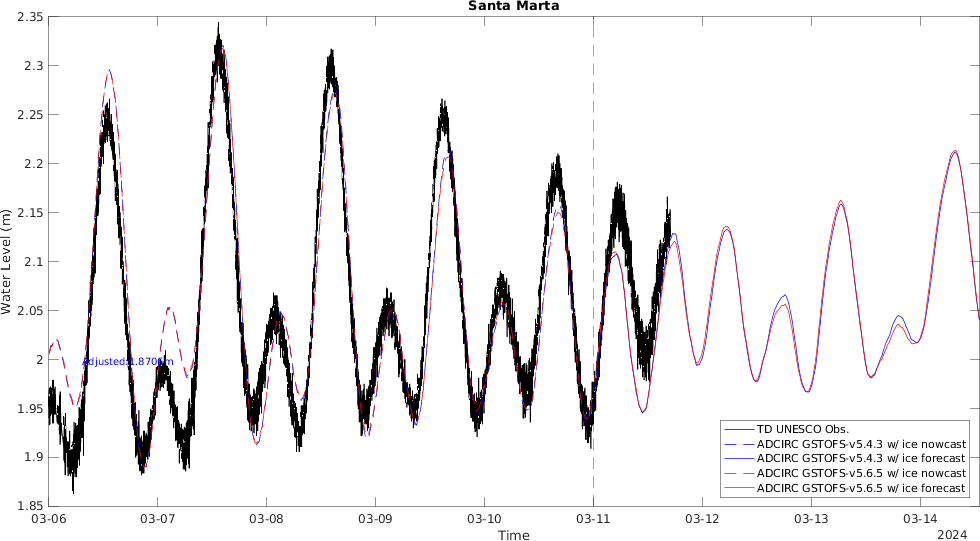 Santa Marta
2.35
2.3
2.25
2.2
2.15
2.1
2.05
2
1.95
1.9
1.85
Water Level (m)
03-06
03-07
03-08
03-09
03-10
03-11
03-12
03-13
03-14
Time
2024
TD UNESCO Obs.
ADCIRC GSTOFS-v5.4.3 w/ ice nowcast
ADCIRC GSTOFS-v5.4.3 w/ ice forecast
ADCIRC GSTOFS-v5.6.5 w/ ice nowcast
ADCIRC GSTOFS-v5.6.5 w/ ice forecast